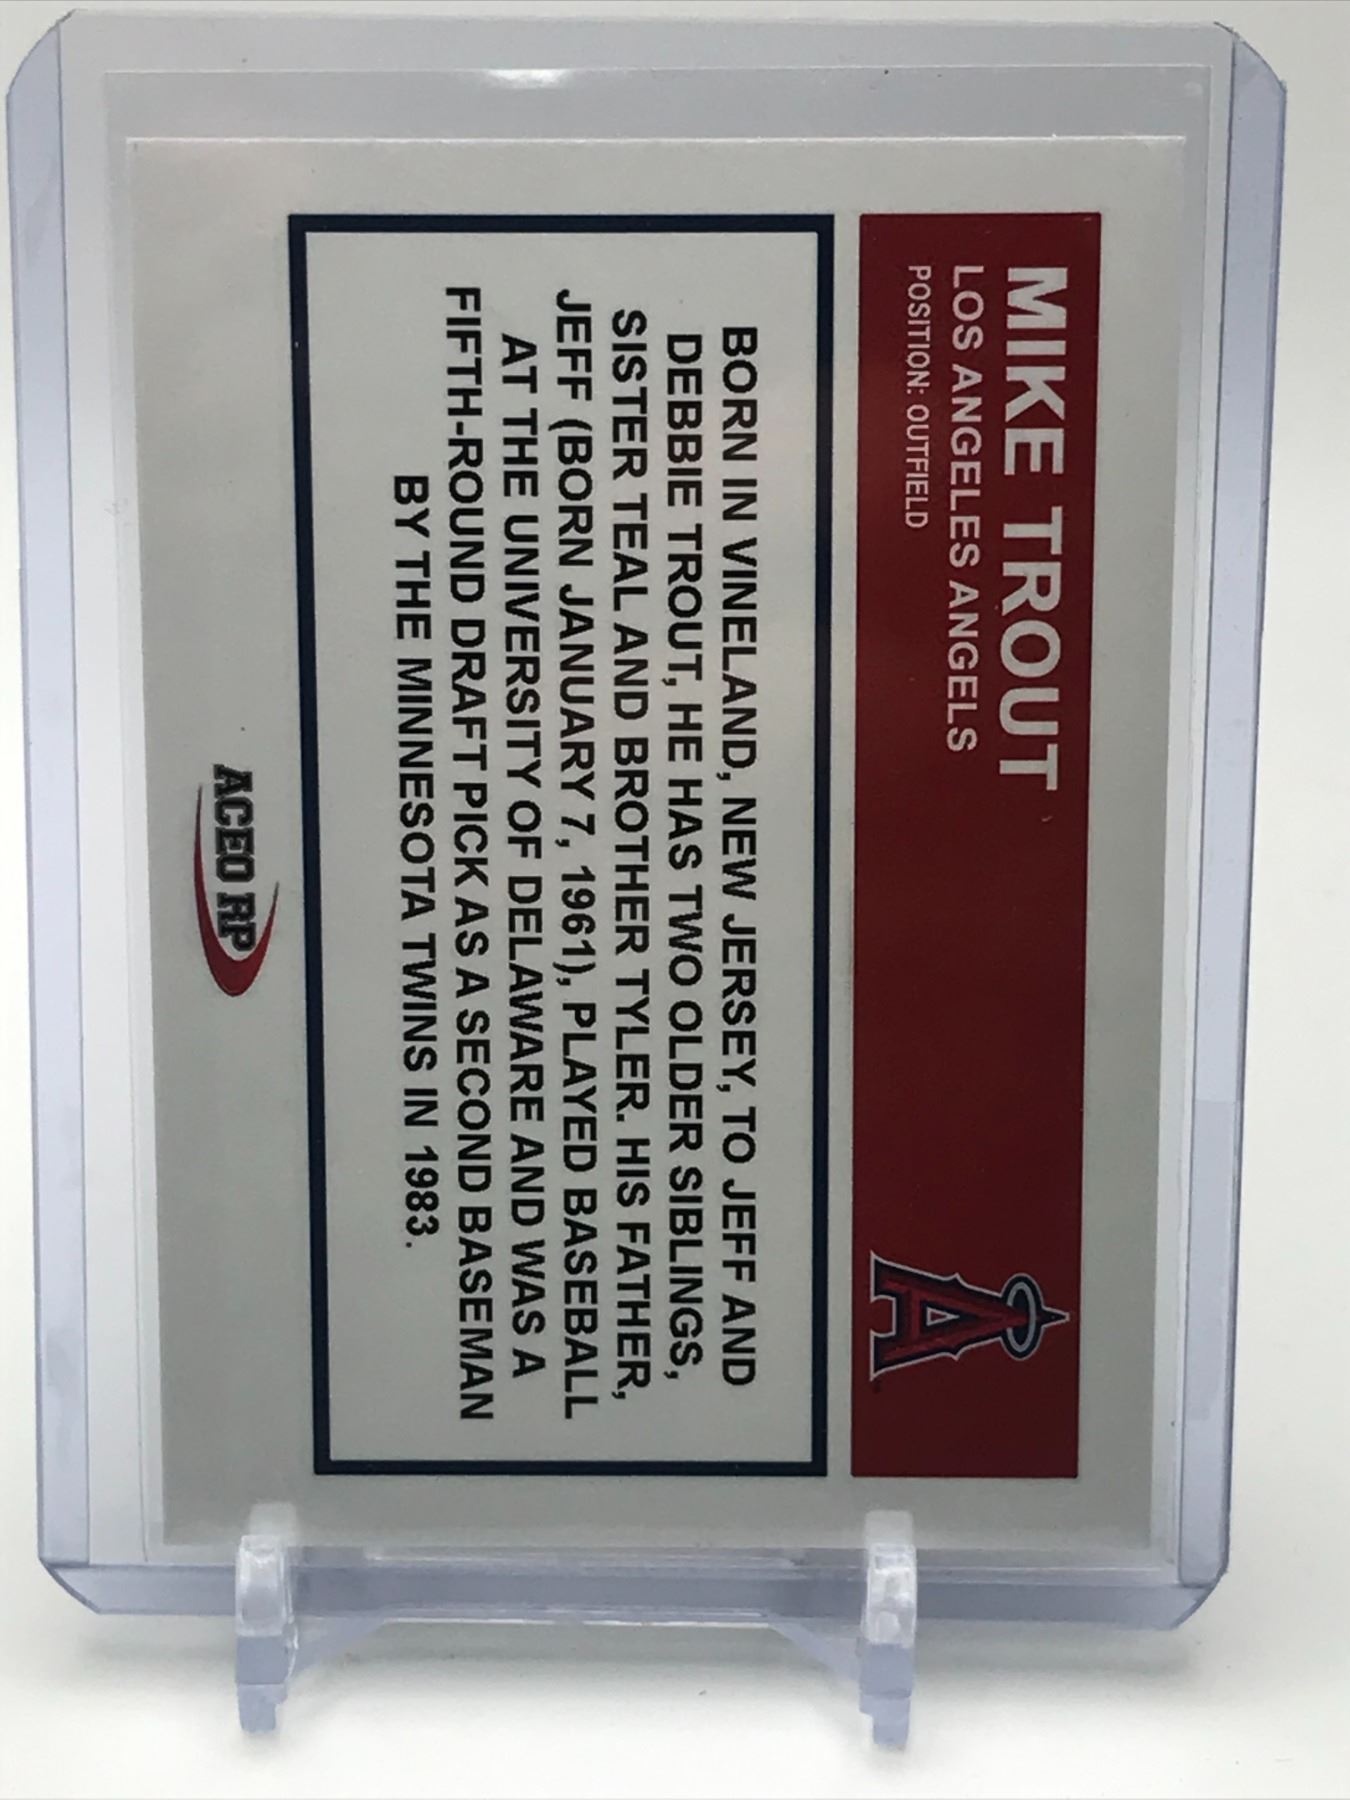 MIKE TROUT
LOS ANGELES ANGELS
POSITION: OUTFIELD
A
BORN IN VINELAND, NEW JERSEY, TO JEFF AND
DEBBIE TROUT, HE HAS TWO OLDER SIBLINGS,
SISTER TEAL AND BROTHER TYLER. HIS FATHER,
JEFF (BORN JANUARY 7, 1961), PLAYED BASEBALL
AT THE UNIVERSITY OF DELAWARE AND WAS A
FIFTH-ROUND DRAFT PICK AS A SECOND BASEMAN
BY THE MINNESOTA TWINS IN 1983.
ACEO RP